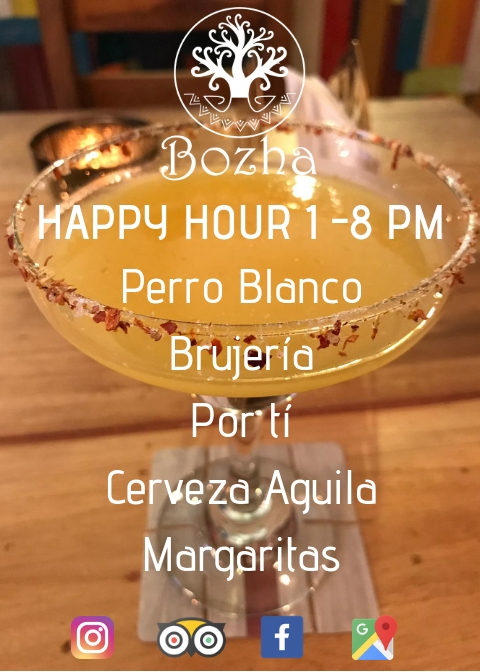 Bozha
HAPPY HOUR 1 -8 PM
Perro Blanco
Brujería
Por tí
Cerveza Aguila
Margaritas
G